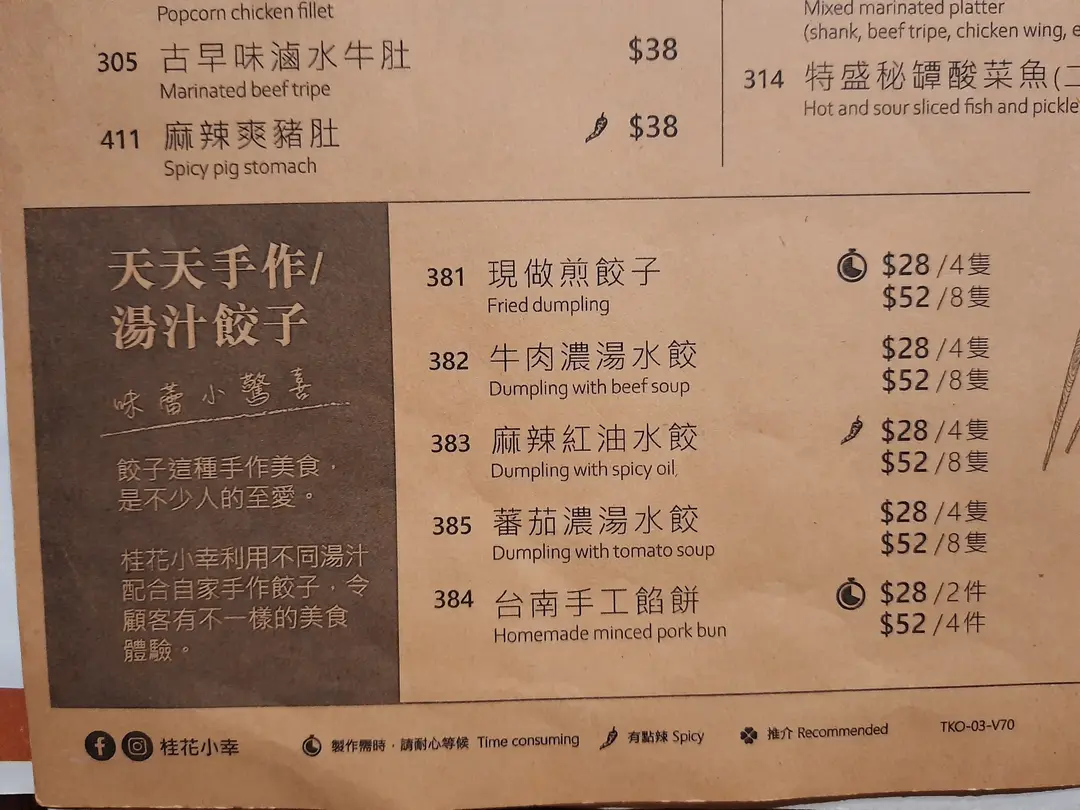 Popcorn chicken fillet
305 古早味滷水牛肚 $38
Marinated beef tripe
411 麻辣爽豬肚 $38
Spicy pig stomach
Mixed marinated platter
(shank, beef tripe, chicken wing,
314 特盛秘罈酸菜魚(二
Hot and sour sliced fish and pickle
天天手作/
湯汁餃子
味蕾小驚喜
餃子這種手作美食，
是不少人的至愛。
桂花小幸利用不同湯汁
配合自家手作餃子，令
顧客有不一樣的美食
體驗。
381 現做煎餃子 $28/4隻
Fried dumpling $52/8隻
382 牛肉濃湯水餃 $28/4隻
Dumpling with beef soup $52/8隻
383 麻辣紅油水餃 $28/4隻
Dumpling with spicy oil $52/8隻
385 蕃茄濃湯水餃 $28/4隻
Dumpling with tomato soup $52/8隻
384 台南手工餡餅 $28/2件
Homemade minced pork bun $52/4件
桂花小幸 製作需時，請耐心等候 Time consuming 有點辣 Spicy 推介 Recommended TKO-03-V70